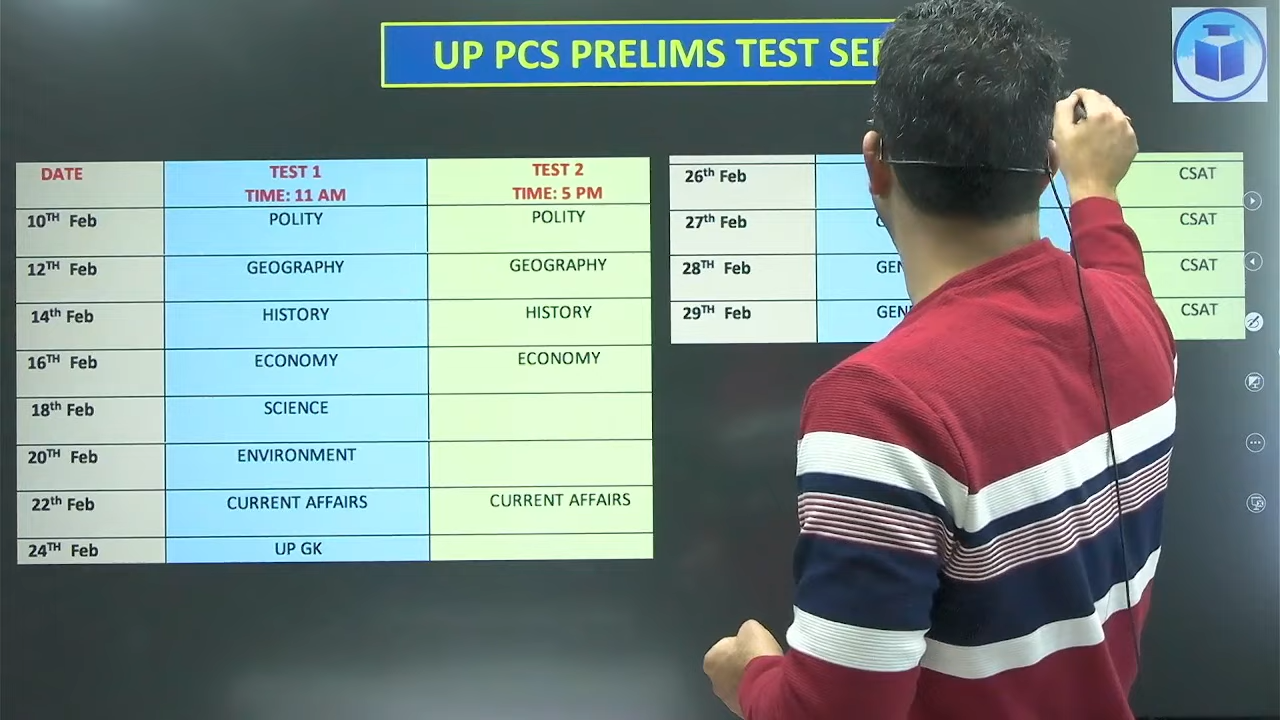 UP PCS PRELIMS TEST
DATE
TEST 1
TIME: 11 AM
TEST 2
TIME: 5 PM
10TH Feb
POLITY
POLITY
12TH Feb
GEOGRAPHY
GEOGRAPHY
14th Feb
HISTORY
HISTORY
16TH Feb
ECONOMY
ECONOMY
18th Feb
SCIENCE
20TH Feb
ENVIRONMENT
22th Feb
CURRENT AFFAIRS
CURRENT AFFAIRS
24TH Feb
UP GK
26th Feb
CSAT
27th Feb
CSAT
28TH Feb
CSAT
29TH Feb
CSAT